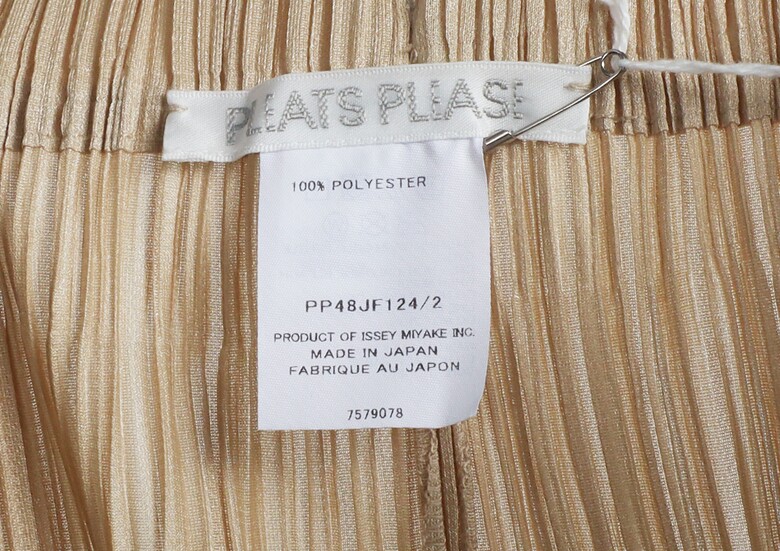 PLEATS PLEASE
100% POLYESTER
PP48JF124/2
PRODUCT OF ISSEY MIYAKE INC.
MADE IN JAPAN
FABRIQUE AU JAPON
7579078